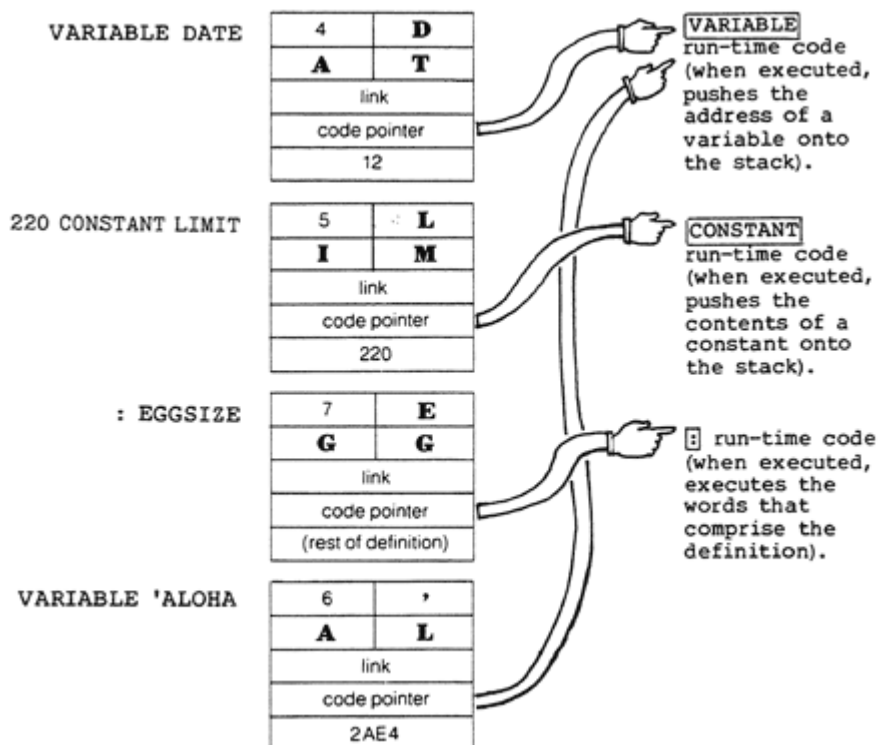 VARIABLE DATE
4 D
A T
link
code pointer
12
VARIABLE
run-time code
(when executed,
pushes the
address of a
variable onto
the stack).
220 CONSTANT LIMIT
5 L
I M
link
code pointer
220
CONSTANT
run-time code
(when executed,
pushes the
contents of a
constant onto
the stack).
: EGGSIZE
7 E
G G
link
code pointer
(rest of definition)
: run-time code
(when executed,
executes the
words that
comprise the
definition).
VARIABLE 'ALOHA
6 '
A L
link
code pointer
2AE4